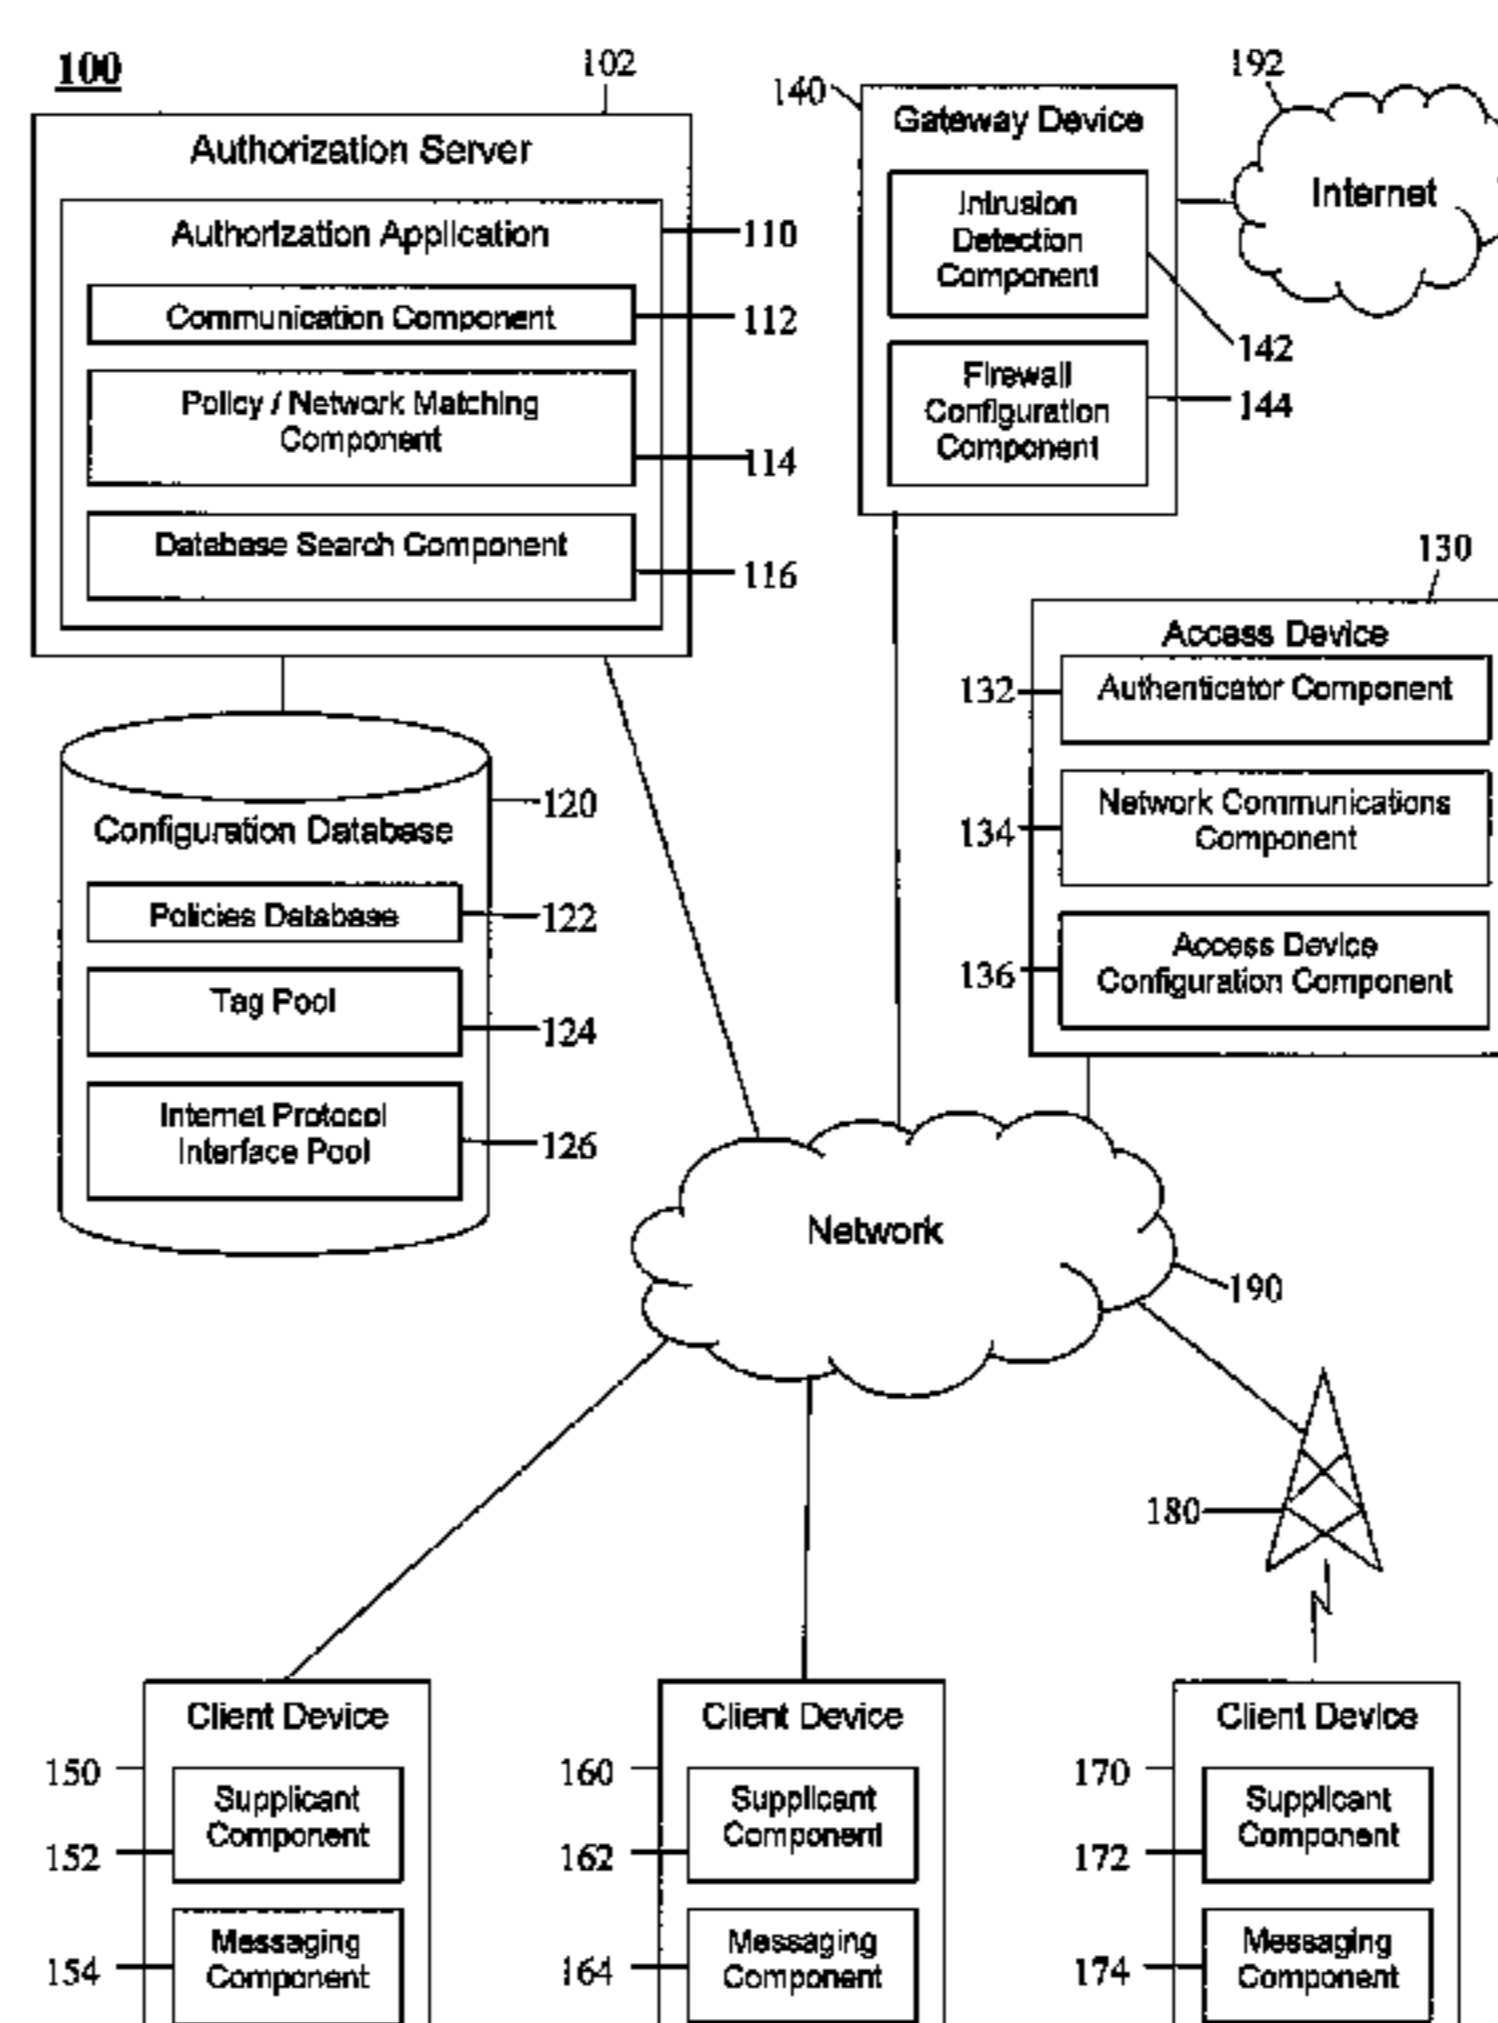 100
102
Authorization Server
Authorization Application
110
Communication Component
112
Policy / Network Matching
Component
114
Database Search Component
116
140
Gateway Device
Intrusion
Detection
Component
142
Firewall
Configuration
Component
144
192
Internet
130
Access Device
132
Authenticator Component
134
Network Communications
Component
136
Access Device
Configuration Component
120
Configuration Database
Policies Database
122
Tag Pool
124
Internet Protocol
Interface Pool
126
Network
190
180
Client Device
150
Supplicant
Component
152
Messaging
Component
154
Client Device
160
Supplicant
Component
162
Messaging
Component
164
Client Device
170
Supplicant
Component
172
Messaging
Component
174